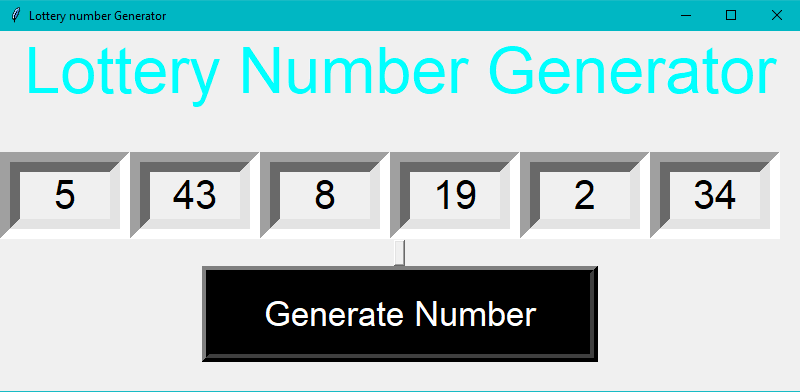 Lottery number Generator
Lottery Number Generator
5 43 8 19 2 34
Generate Number